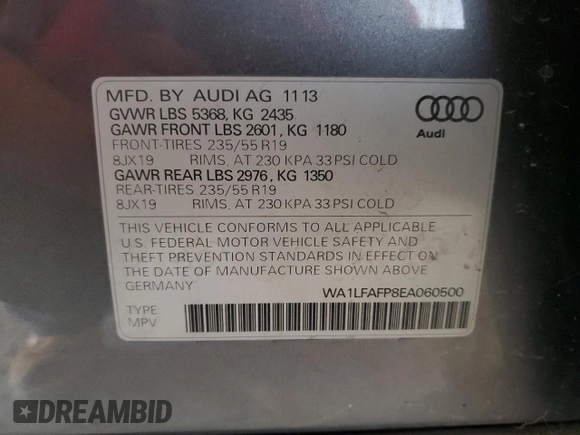 MFD. BY AUDI AG 11 13
GVWR LBS 5368, KG 2435
GAWR FRONT LBS 2601, KG 1180
FRONT-TIRES 235/55 R19
8JX19 RIMS, AT 230 KPA 33 PSI COLD
GAWR REAR LBS 2976, KG 1350
REAR-TIRES 235/55 R19
8JX19 RIMS, AT 230 KPA 33 PSI COLD
Audi
THIS VEHICLE CONFORMS TO ALL APPLICABLE
U.S. FEDERAL MOTOR VEHICLE SAFETY AND
THEFT PREVENTION STANDARDS IN EFFECT ON
THE DATE OF MANUFACTURE SHOWN ABOVE.
GERMANY WA1LFAFP8EA060500
TYPE
MPV
DREAMBID